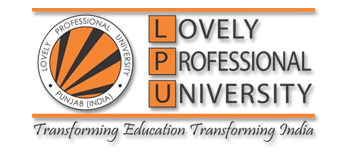 LOVELY PROFESSIONAL UNIVERSITY
PUNJAB (INDIA)
LOVELY
PROFESSIONAL
UNIVERSITY
Transforming Education Transforming India